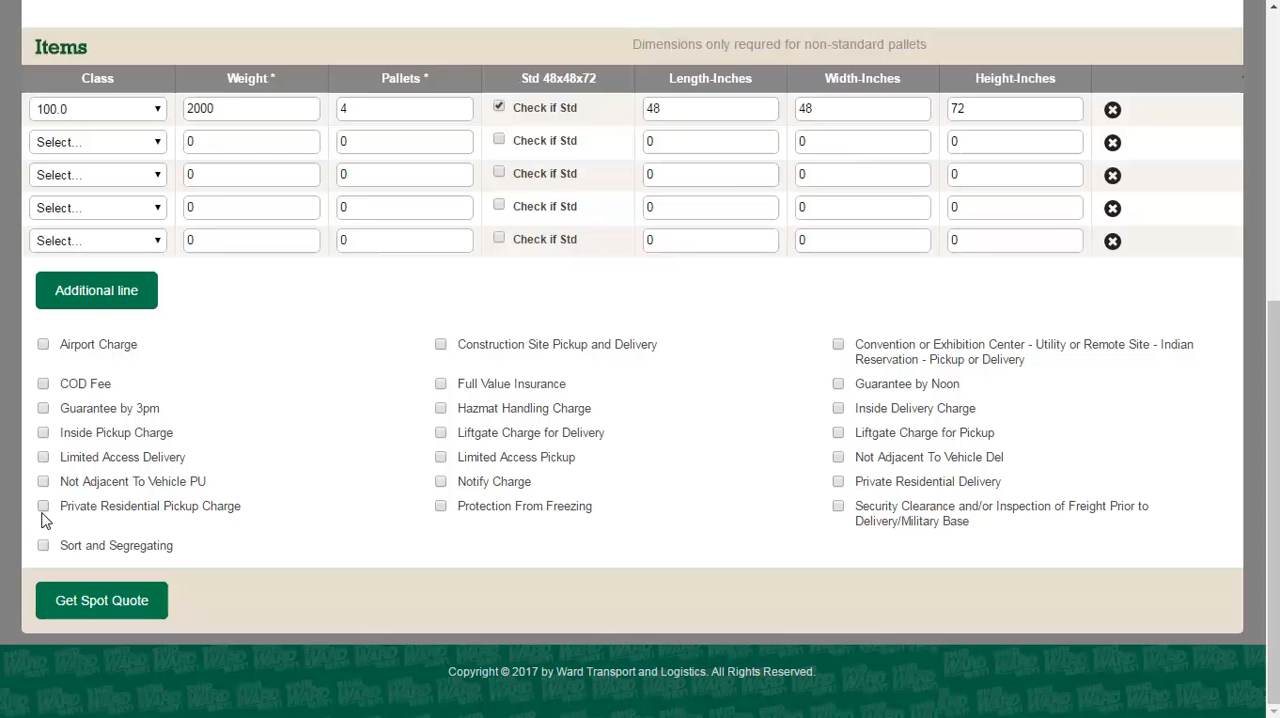 Items
Dimensions only requred for non-standard pallets
Class Weight * Pallets * Std 48x48x72 Length-Inches Width-Inches Height-Inches
100.0 2000 4 Check if Std 48 48 72
Select... 0 0 Check if Std 0 0 0
Select... 0 0 Check if Std 0 0 0
Select... 0 0 Check if Std 0 0 0
Select... 0 0 Check if Std 0 0 0
Additional line
Airport Charge Construction Site Pickup and Delivery Convention or Exhibition Center - Utility or Remote Site - Indian
Reservation - Pickup or Delivery
COD Fee Full Value Insurance Guarantee by Noon
Guarantee by 3pm Hazmat Handling Charge Inside Delivery Charge
Inside Pickup Charge Liftgate Charge for Delivery Liftgate Charge for Pickup
Limited Access Delivery Limited Access Pickup Not Adjacent To Vehicle Del
Not Adjacent To Vehicle PU Notify Charge Private Residential Delivery
Private Residential Pickup Charge Protection From Freezing Security Clearance and/or Inspection of Freight Prior to
Delivery/Military Base
Sort and Segregating
Get Spot Quote
Copyright © 2017 by Ward Transport and Logistics. All Rights Reserved.